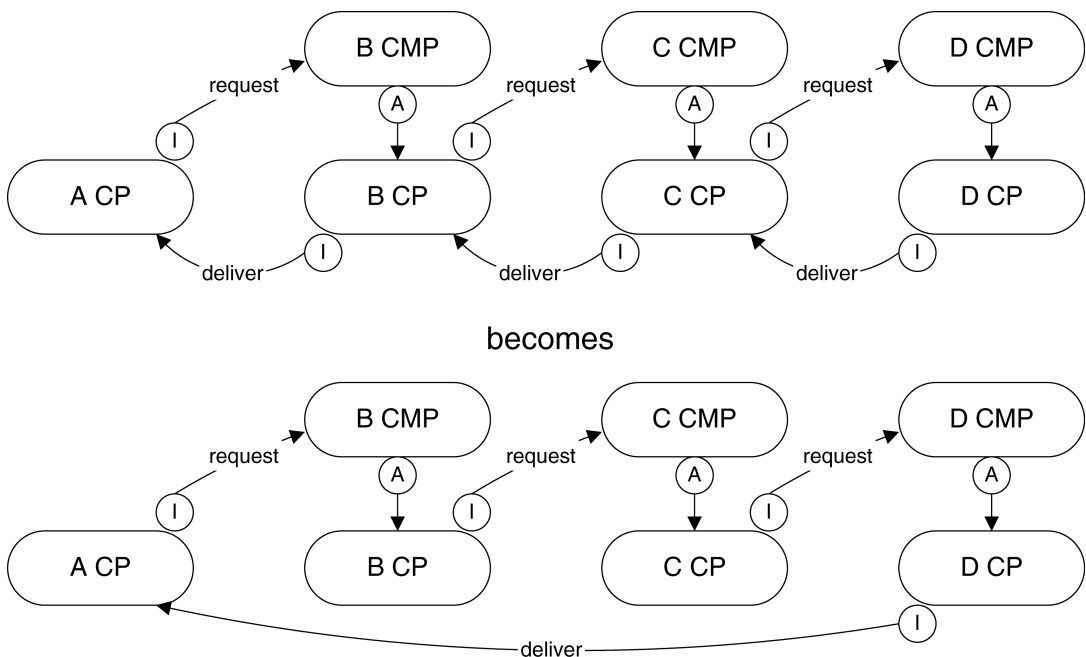 B CMP C CMP D CMP
request request request
A A A
I I I
A CP B CP C CP D CP
I I I
deliver deliver deliver
becomes
B CMP C CMP D CMP
request request request
A A A
I I I
A CP B CP C CP D CP
I
deliver